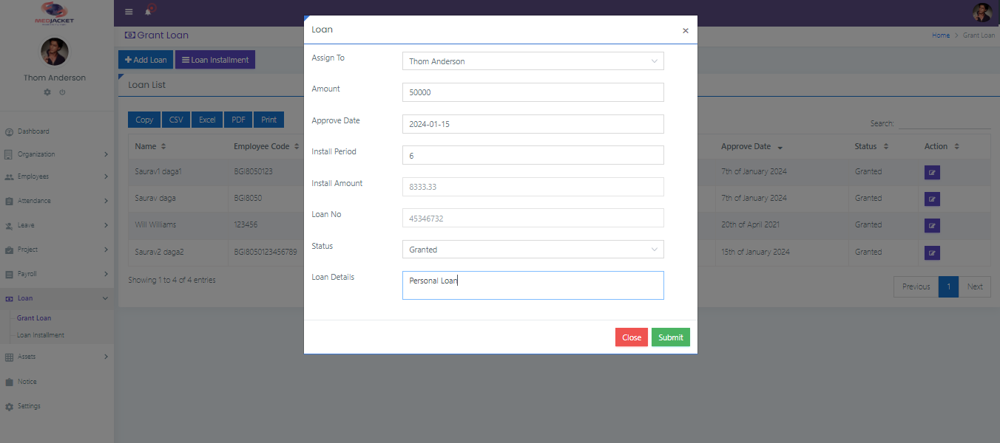 MEDJACKET
Thom Anderson
Dashboard
Organization
Employees
Attendance
Leave
Project
Payroll
Loan
Grant Loan
Loan Installment
Assets
Notice
Settings
Grant Loan
Home > Grant Loan
Add Loan
Loan Installment
Loan List
Copy CSV Excel PDF Print
Search:
Name Employee Code Approve Date Status Action
Saurav1 daga1 BGI8050123 7th of January 2024 Granted
Saurav daga BGI8050 7th of January 2024 Granted
Will Williams 123456 20th of April 2021 Granted
Saurav2 daga2 BGI8050123456789 15th of January 2024 Granted
Showing 1 to 4 of 4 entries
Previous 1 Next
Loan ×
Assign To Thom Anderson
Amount 50000
Approve Date 2024-01-15
Install Period 6
Install Amount 8333.33
Loan No 45346732
Status Granted
Loan Details Personal Loan
Close Submit